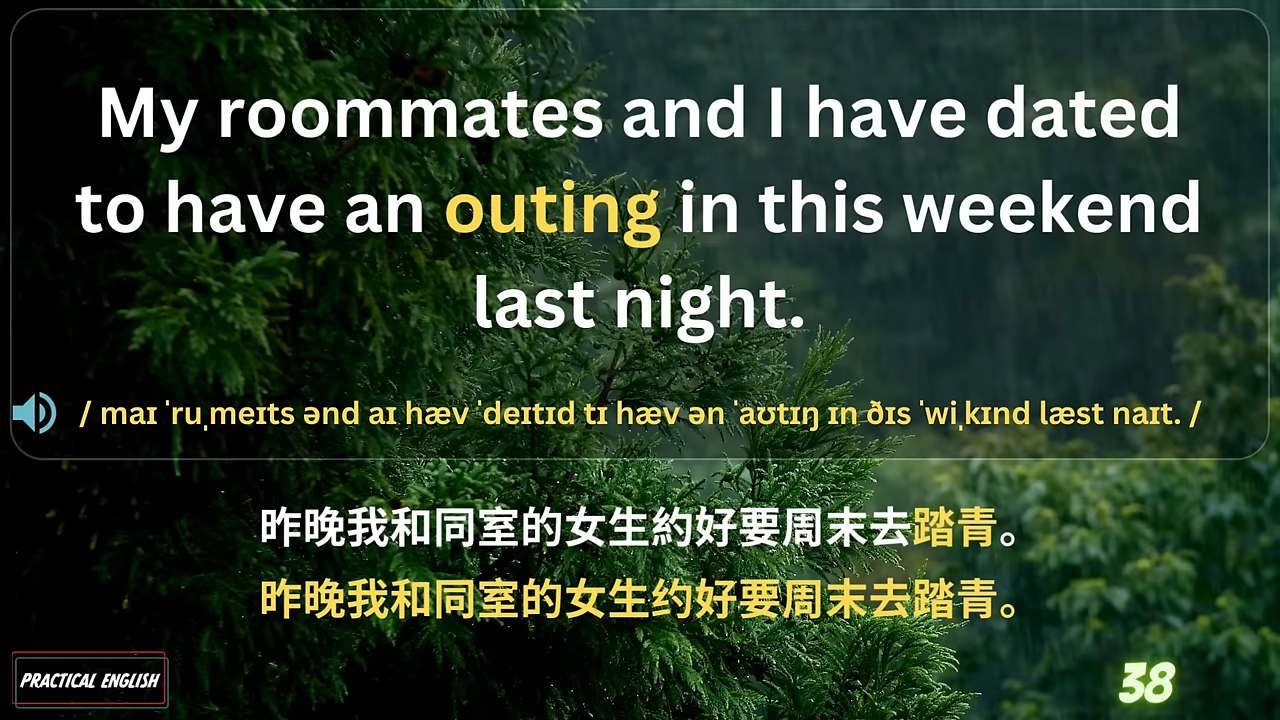 My roommates and I have dated
to have an outing in this weekend
last night.
/ maɪ ˈruˌmeɪts ənd aɪ hæv ˈdeɪtɪd tɪ hæv ən ˈaʊtɪŋ ɪn ðɪs ˈwiˌkɪnd læst naɪt. /
昨晚我和同室的女生約好要周末去踏青。
昨晚我和同室的女生约好要周末去踏青。
PRACTICAL ENGLISH
38